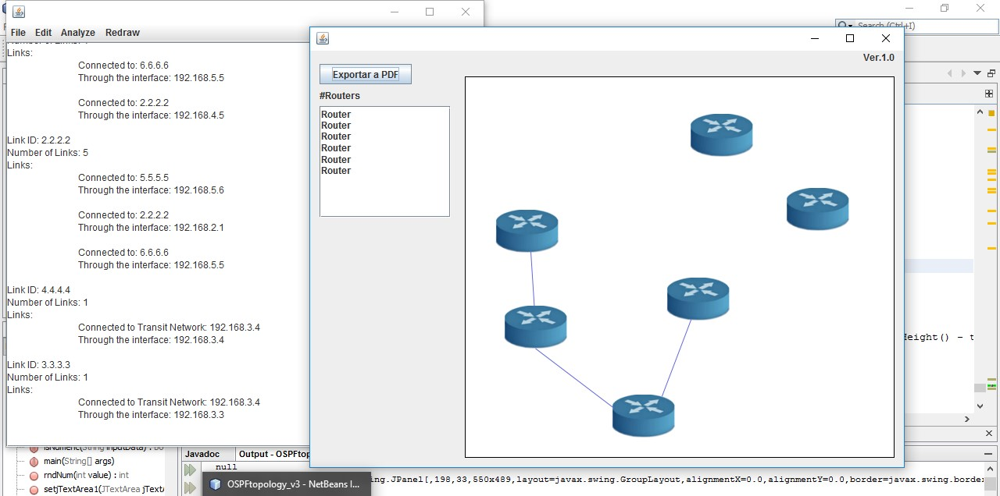 File Edit Analyze Redraw
Links:
Connected to: 6.6.6.6
Through the interface: 192.168.5.5
Connected to: 2.2.2.2
Through the interface: 192.168.4.5
Link ID: 2.2.2.2
Number of Links: 5
Links:
Connected to: 5.5.5.5
Through the interface: 192.168.5.6
Connected to: 2.2.2.2
Through the interface: 192.168.2.1
Connected to: 6.6.6.6
Through the interface: 192.168.5.5
Link ID: 4.4.4.4
Number of Links: 1
Links:
Connected to Transit Network: 192.168.3.4
Through the interface: 192.168.3.4
Link ID: 3.3.3.3
Number of Links: 1
Links:
Connected to Transit Network: 192.168.3.4
Through the interface: 192.168.3.3
Search (Ctrl+I)
Ver.1.0
Exportar a PDF
#Routers
Router
Router
Router
Router
Router
Router
Height() - t
isNumeric(String inputData) : bo
main(String[] args)
rndNum(int value) : int
setjTextArea1(JTextArea jTextA
Javadoc Output - OSPFtop
null
ing.JPanel[,198,33,550x489,layout=javax.swing.GroupLayout,alignmentX=0.0,alignmentY=0.0,border=javax.swing.border
OSPFtopology_v3 - NetBeans I...